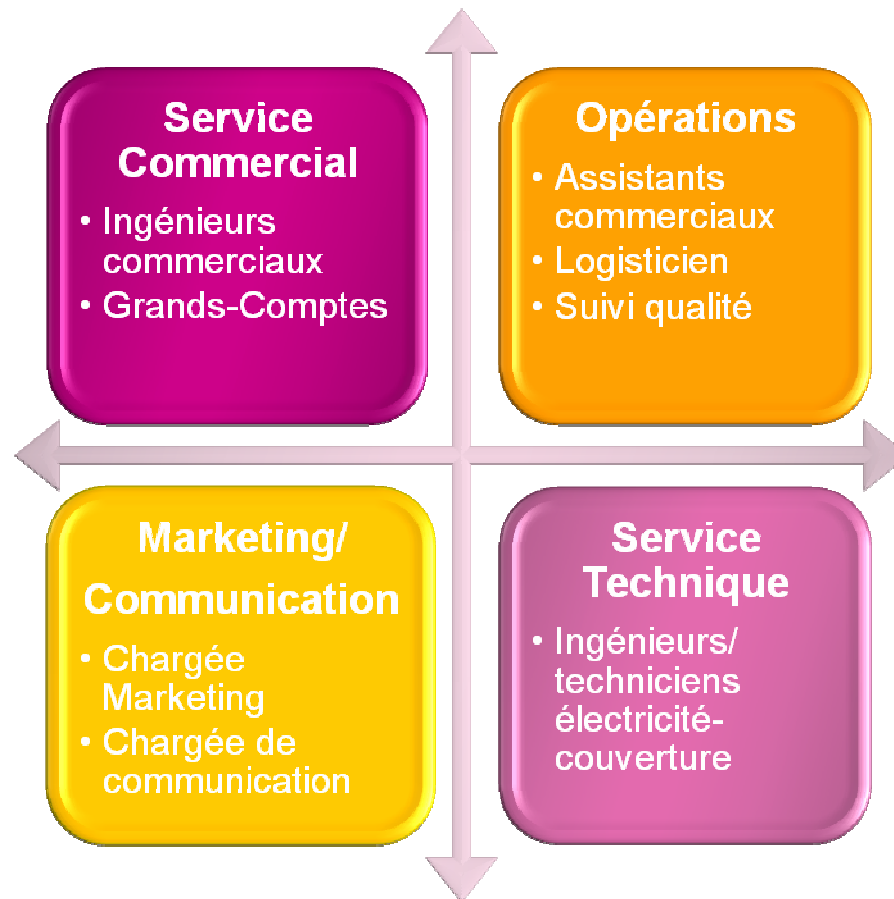 Service
Commercial
• Ingénieurs
commerciaux
• Grands-Comptes
Opérations
• Assistants
commerciaux
• Logisticien
• Suivi qualité
Marketing/
Communication
• Chargée
Marketing
• Chargée de
communication
Service
Technique
• Ingénieurs/
techniciens
électricité-
couverture